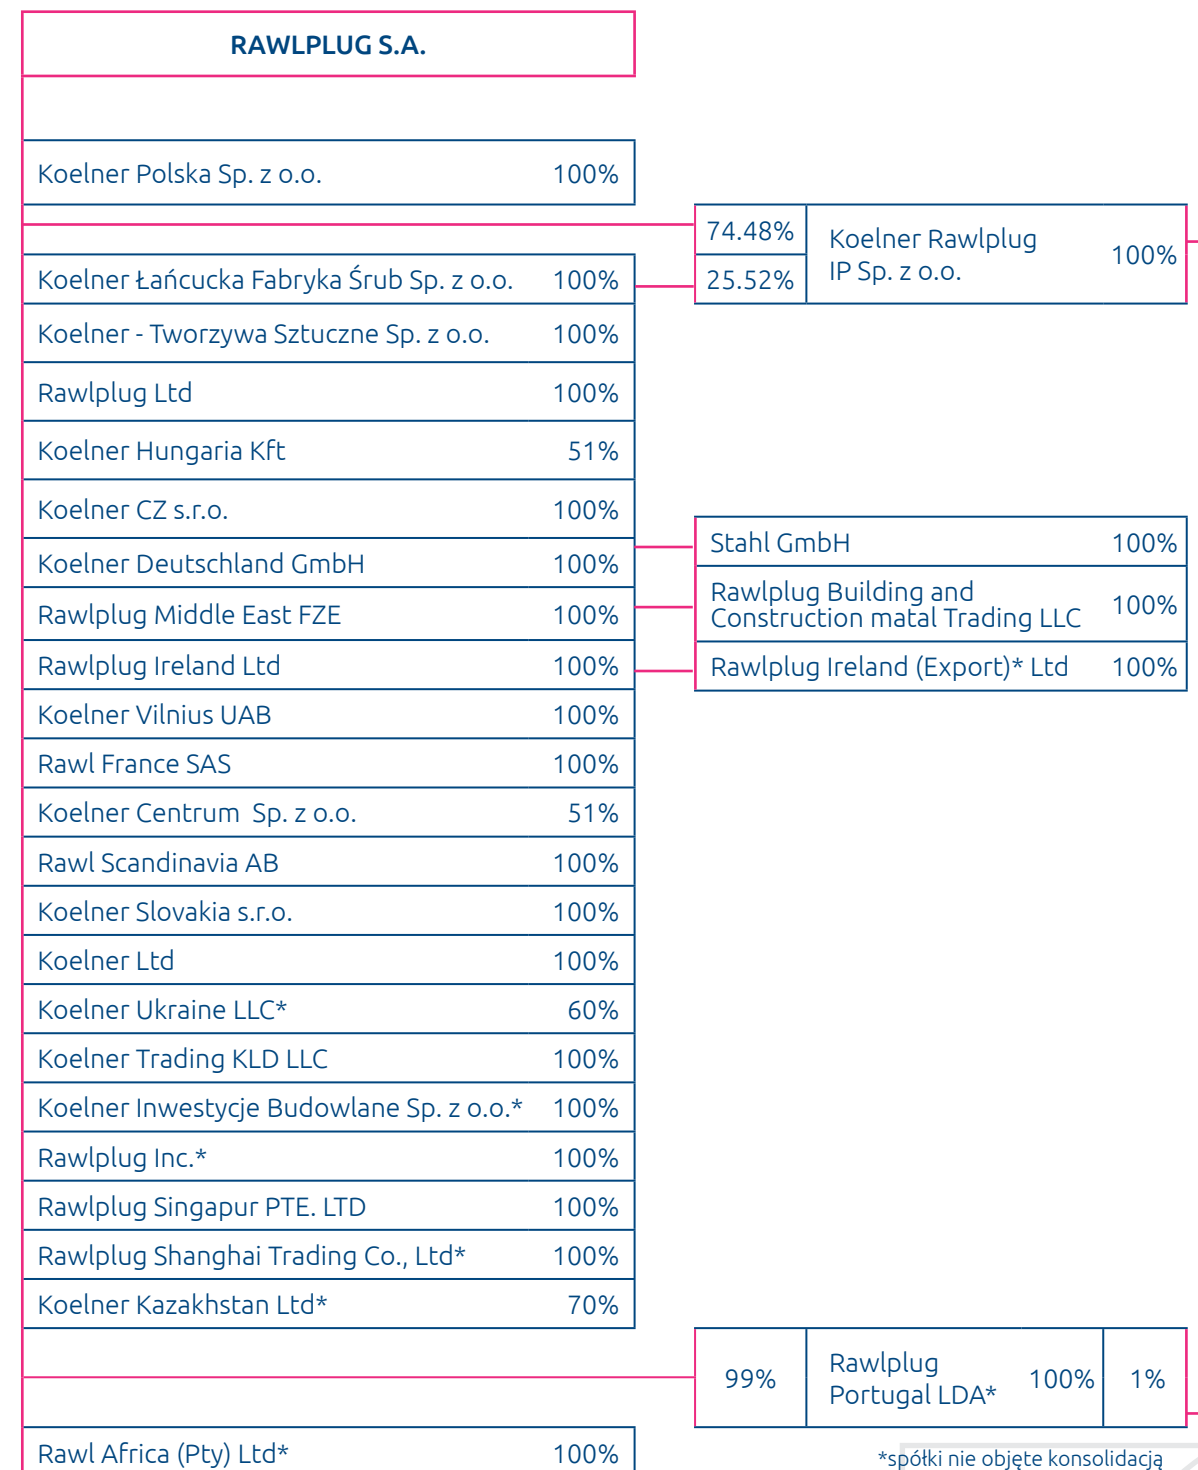 RAWLPLUG S.A.
Koelner Polska Sp. z o.o. 100%
74.48%
25.52%
Koelner Rawlplug
IP Sp. z o.o.
100%
Koelner Łańcucka Fabryka Śrub Sp. z o.o. 100%
Koelner - Tworzywa Sztuczne Sp. z o.o. 100%
Rawlplug Ltd 100%
Koelner Hungaria Kft 51%
Koelner CZ s.r.o. 100%
Koelner Deutschland GmbH 100%
Rawlplug Middle East FZE 100%
Rawlplug Ireland Ltd 100%
Stahl GmbH 100%
Rawlplug Building and
Construction matal Trading LLC 100%
Rawlplug Ireland (Export)* Ltd 100%
Koelner Vilnius UAB 100%
Rawl France SAS 100%
Koelner Centrum Sp. z o.o. 51%
Rawl Scandinavia AB 100%
Koelner Slovakia s.r.o. 100%
Koelner Ltd 100%
Koelner Ukraine LLC* 60%
Koelner Trading KLD LLC 100%
Koelner Inwestycje Budowlane Sp. z o.o.* 100%
Rawlplug Inc.* 100%
Rawlplug Singapur PTE. LTD 100%
Rawlplug Shanghai Trading Co., Ltd* 100%
Koelner Kazakhstan Ltd* 70%
99%
Rawlplug
Portugal LDA*
100%
1%
Rawl Africa (Pty) Ltd* 100%
*spółki nie objęte konsolidacją